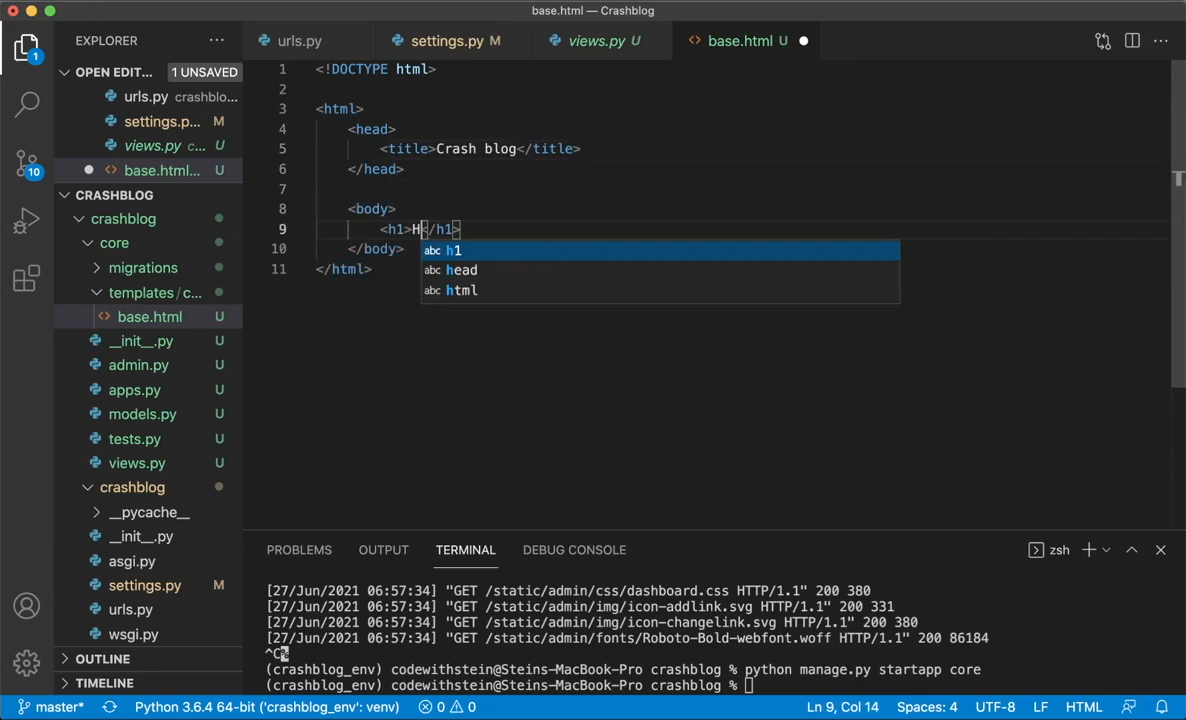 base.html — Crashblog
EXPLORER
urls.py
settings.py M
views.py U
base.html U
OPEN EDIT... 1 UNSAVED
urls.py crashblo...
settings.p... M
views.py c... U
base.html... U
CRASHBLOG
crashblog
core
migrations
templates/c...
base.html U
__init__.py U
admin.py U
apps.py U
models.py U
tests.py U
views.py U
crashblog
__pycache__
__init__.py
asgi.py
settings.py M
urls.py
wsgi.py
OUTLINE
TIMELINE
1
10
1 <!DOCTYPE html>
2
3 <html>
4 <head>
5 <title>Crash blog</title>
6 </head>
7
8 <body>
9 <h1>H</h1>
10 </body>
11 </html>
abc h1
abc head
abc html
PROBLEMS OUTPUT TERMINAL DEBUG CONSOLE zsh
[27/Jun/2021 06:57:34] "GET /static/admin/css/dashboard.css HTTP/1.1" 200 380
[27/Jun/2021 06:57:34] "GET /static/admin/img/icon-addlink.svg HTTP/1.1" 200 331
[27/Jun/2021 06:57:34] "GET /static/admin/img/icon-changelink.svg HTTP/1.1" 200 380
[27/Jun/2021 06:57:34] "GET /static/admin/fonts/Roboto-Bold-webfont.woff HTTP/1.1" 200 86184
^C%
(crashblog_env) codewithstein@Steins-MacBook-Pro crashblog % python manage.py startapp core
(crashblog_env) codewithstein@Steins-MacBook-Pro crashblog %
master* Python 3.6.4 64-bit ('crashblog_env': venv) 0 0 Ln 9, Col 14 Spaces: 4 UTF-8 LF HTML